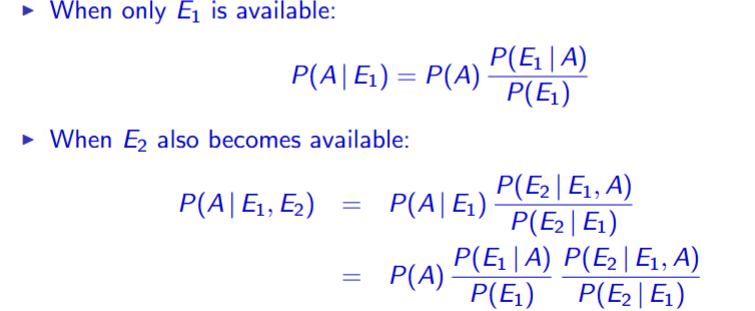 ▸ When only E₁ is available:
P(A | E₁) = P(A) P(E₁ | A) / P(E₁)
▸ When E₂ also becomes available:
P(A | E₁, E₂) = P(A | E₁) P(E₂ | E₁, A) / P(E₂ | E₁)
= P(A) P(E₁ | A) / P(E₁) P(E₂ | E₁, A) / P(E₂ | E₁)